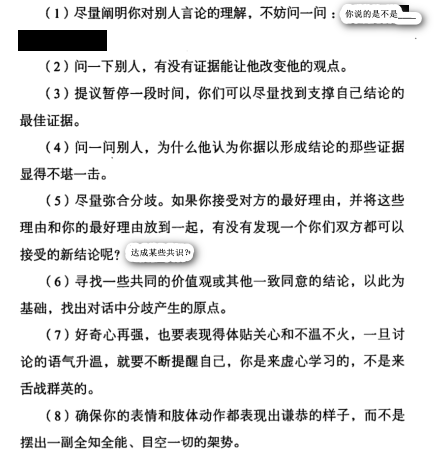 （1）尽量阐明你对别人言论的理解，不妨问一问：你说的是不是____
（2）问一下别人，有没有证据能让他改变他的观点。
（3）提议暂停一段时间，你们可以尽量找到支撑自己结论的
最佳证据。
（4）问一问别人，为什么他认为你据以形成结论的那些证据
显得不堪一击。
（5）尽量弥合分歧。如果你接受对方的最好理由，并将这些
理由和你的最好理由放到一起，有没有发现一个你们双方都可以
接受的新结论呢？达成某些共识？
（6）寻找一些共同的价值观或其他一致同意的结论，以此为
基础，找出对话中分歧产生的原点。
（7）好奇心再强，也要表现得体贴关心和不温不火，一旦讨
论的语气升温，就要不断提醒自己，你是来虚心学习的，不是来
舌战群英的。
（8）确保你的表情和肢体动作都表现出谦恭的样子，而不是
摆出一副全知全能、目空一切的架势。